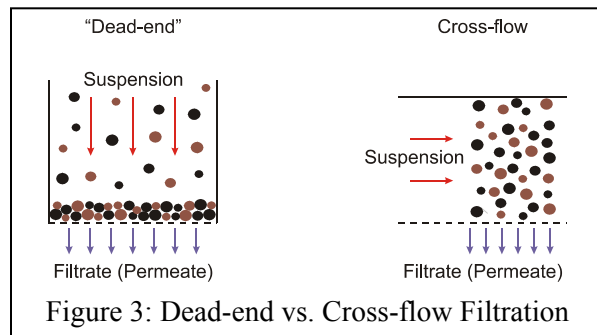 “Dead-end”
Suspension
Filtrate (Permeate)
Cross-flow
Suspension
Filtrate (Permeate)
Figure 3: Dead-end vs. Cross-flow Filtration